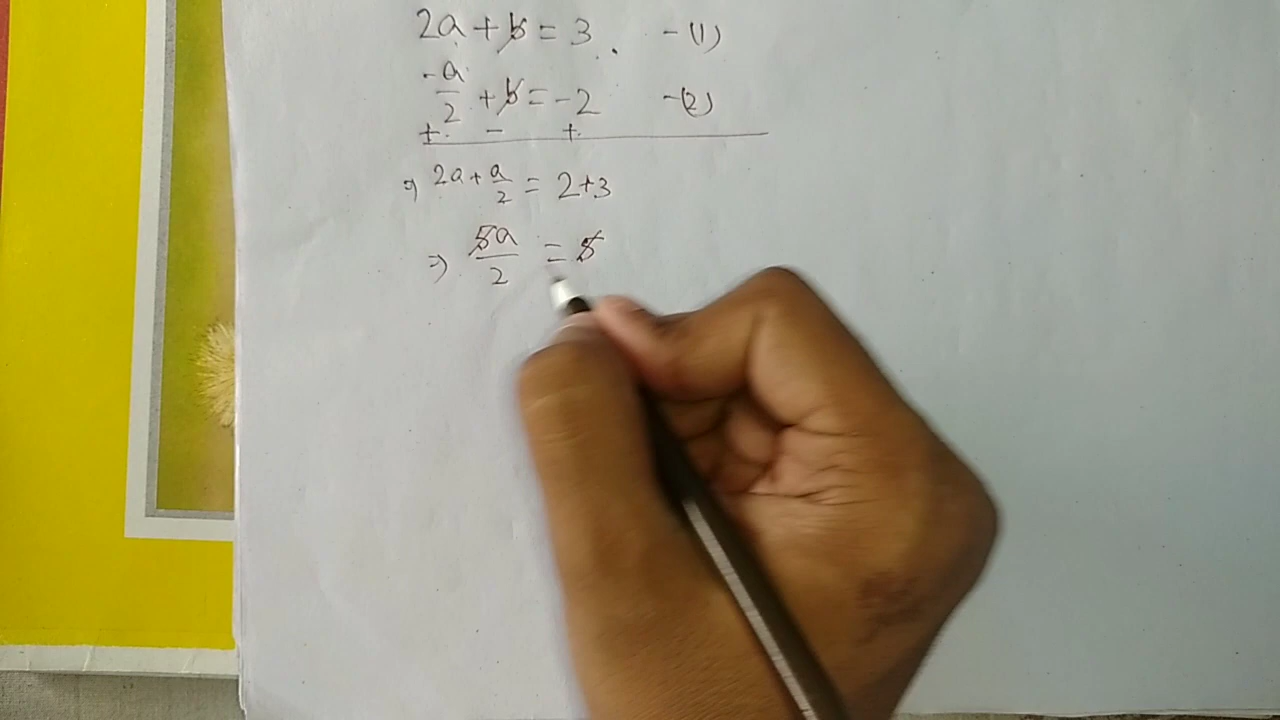 2a + b = 3 . - (1)
-a/2 + b = -2 - (2)
+ - +
⇒ 2a + a/2 = 2+3
⇒ 5a/2 = 5